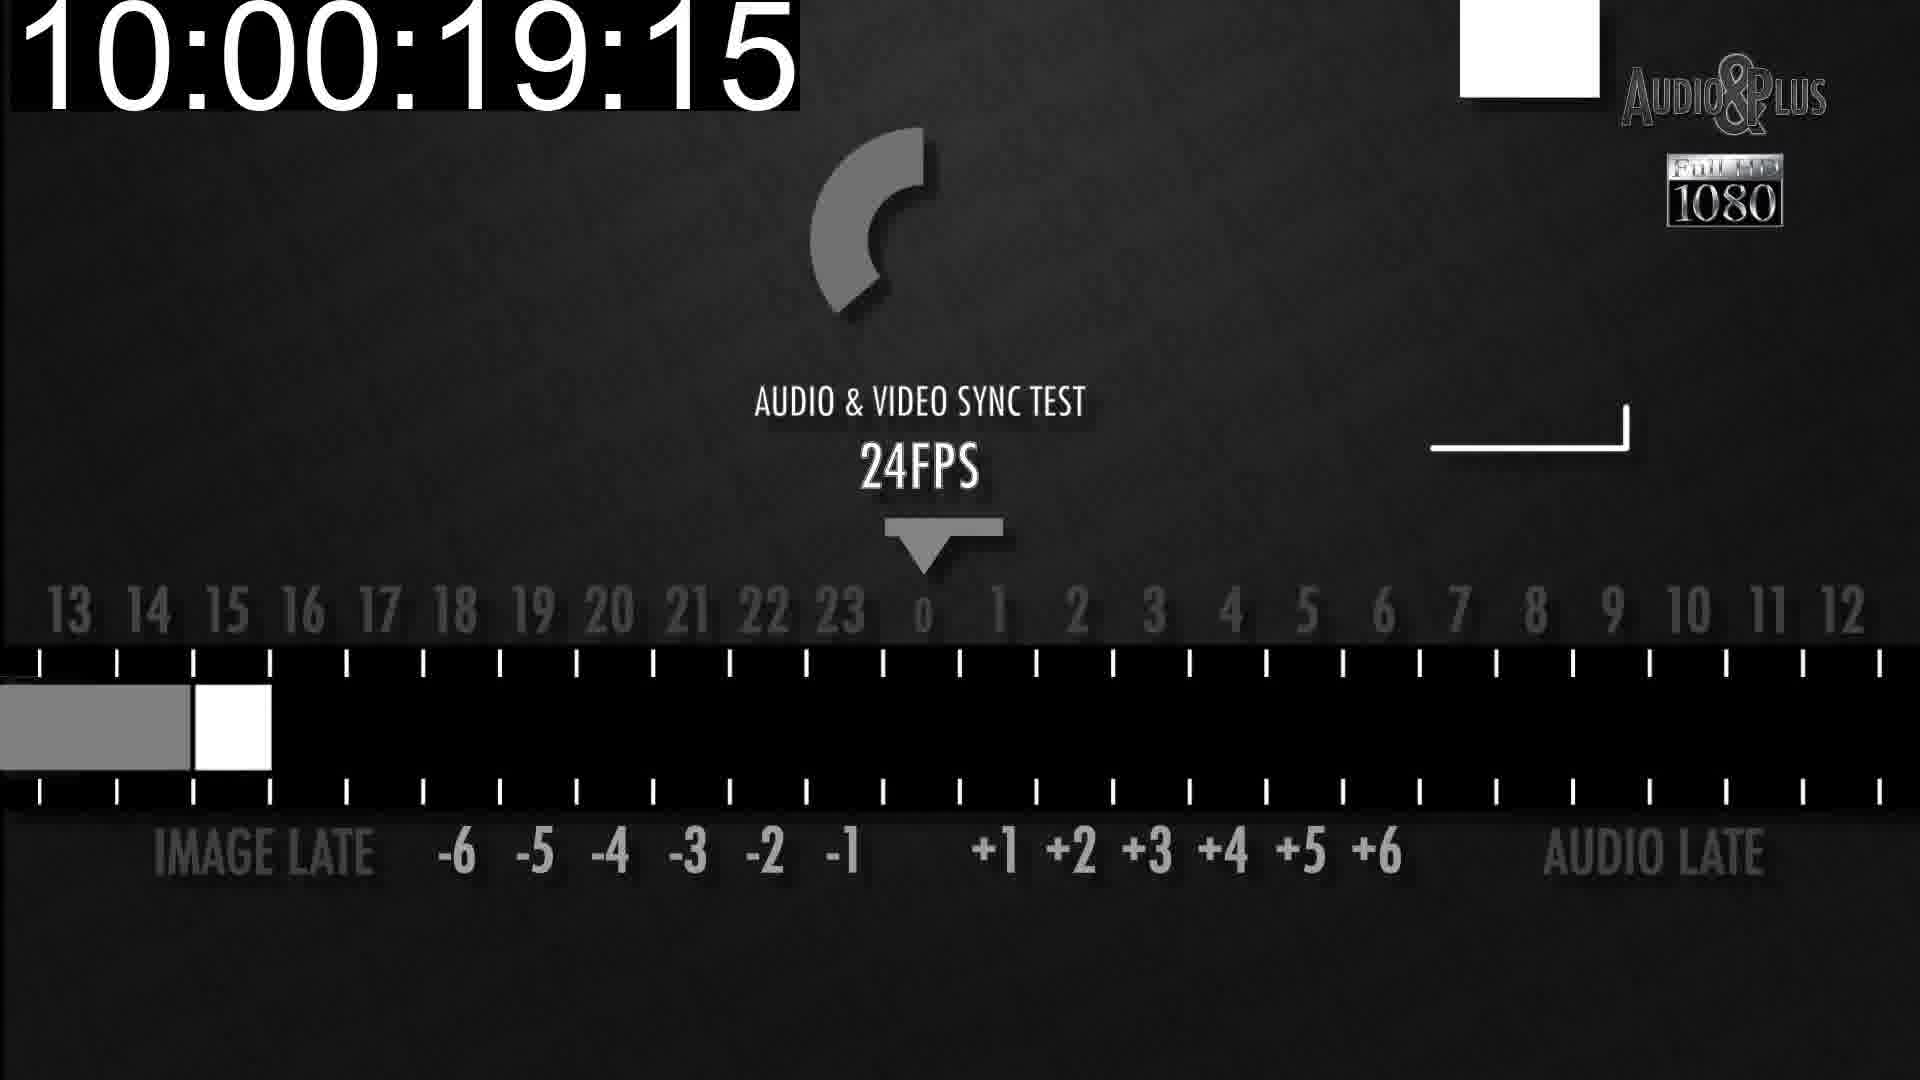 10:00:19:15
AUDIO&PLUS
Full HD
1080
AUDIO & VIDEO SYNC TEST
24FPS
13 14 15 16 17 18 19 20 21 22 23 0 1 2 3 4 5 6 7 8 9 10 11 12
IMAGE LATE -6 -5 -4 -3 -2 -1 +1 +2 +3 +4 +5 +6 AUDIO LATE